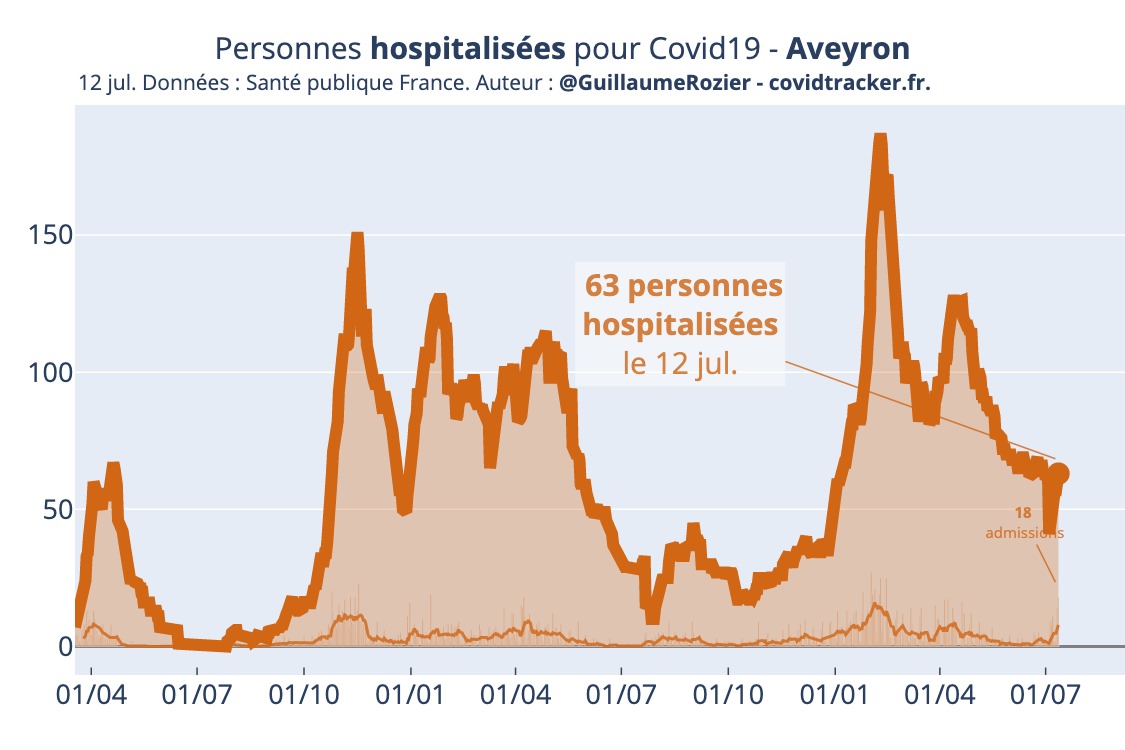 Personnes hospitalisées pour Covid19 - Aveyron
12 jul. Données : Santé publique France. Auteur : @GuillaumeRozier - covidtracker.fr.
150
100
50
0
63 personnes
hospitalisées
le 12 jul.
18
admissions
01/04 01/07 01/10 01/01 01/04 01/07 01/10 01/01 01/04 01/07